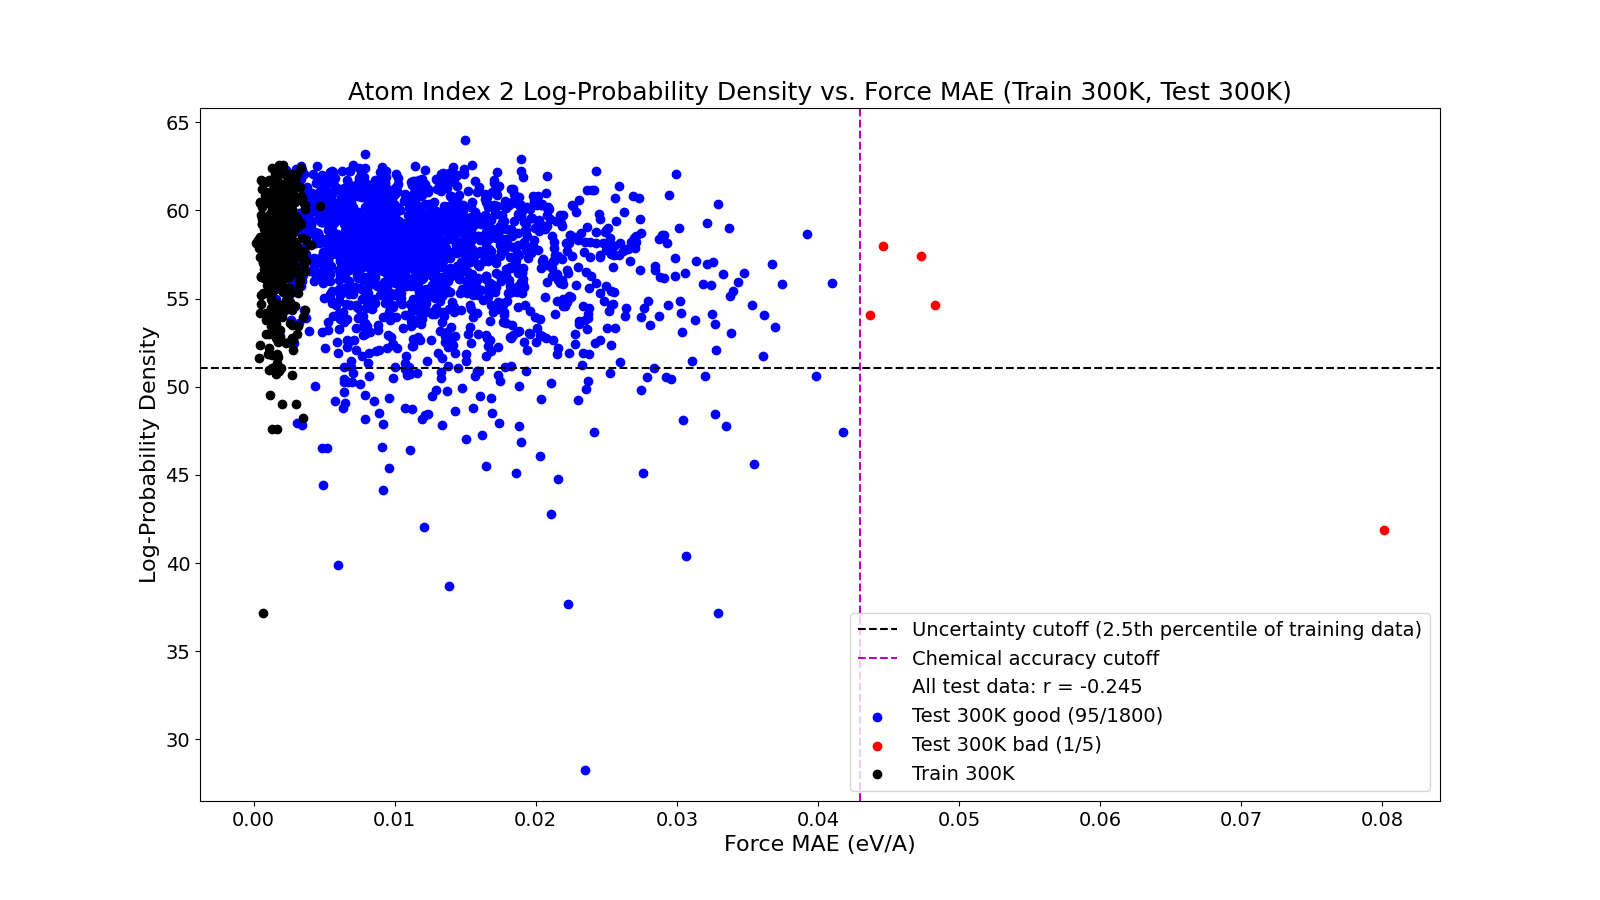 Atom Index 2 Log-Probability Density vs. Force MAE (Train 300K, Test 300K)
Log-Probability Density
65
60
55
50
45
40
35
30
Uncertainty cutoff (2.5th percentile of training data)
Chemical accuracy cutoff
All test data: r = -0.245
Test 300K good (95/1800)
Test 300K bad (1/5)
Train 300K
0.00 0.01 0.02 0.03 0.04 0.05 0.06 0.07 0.08
Force MAE (eV/A)